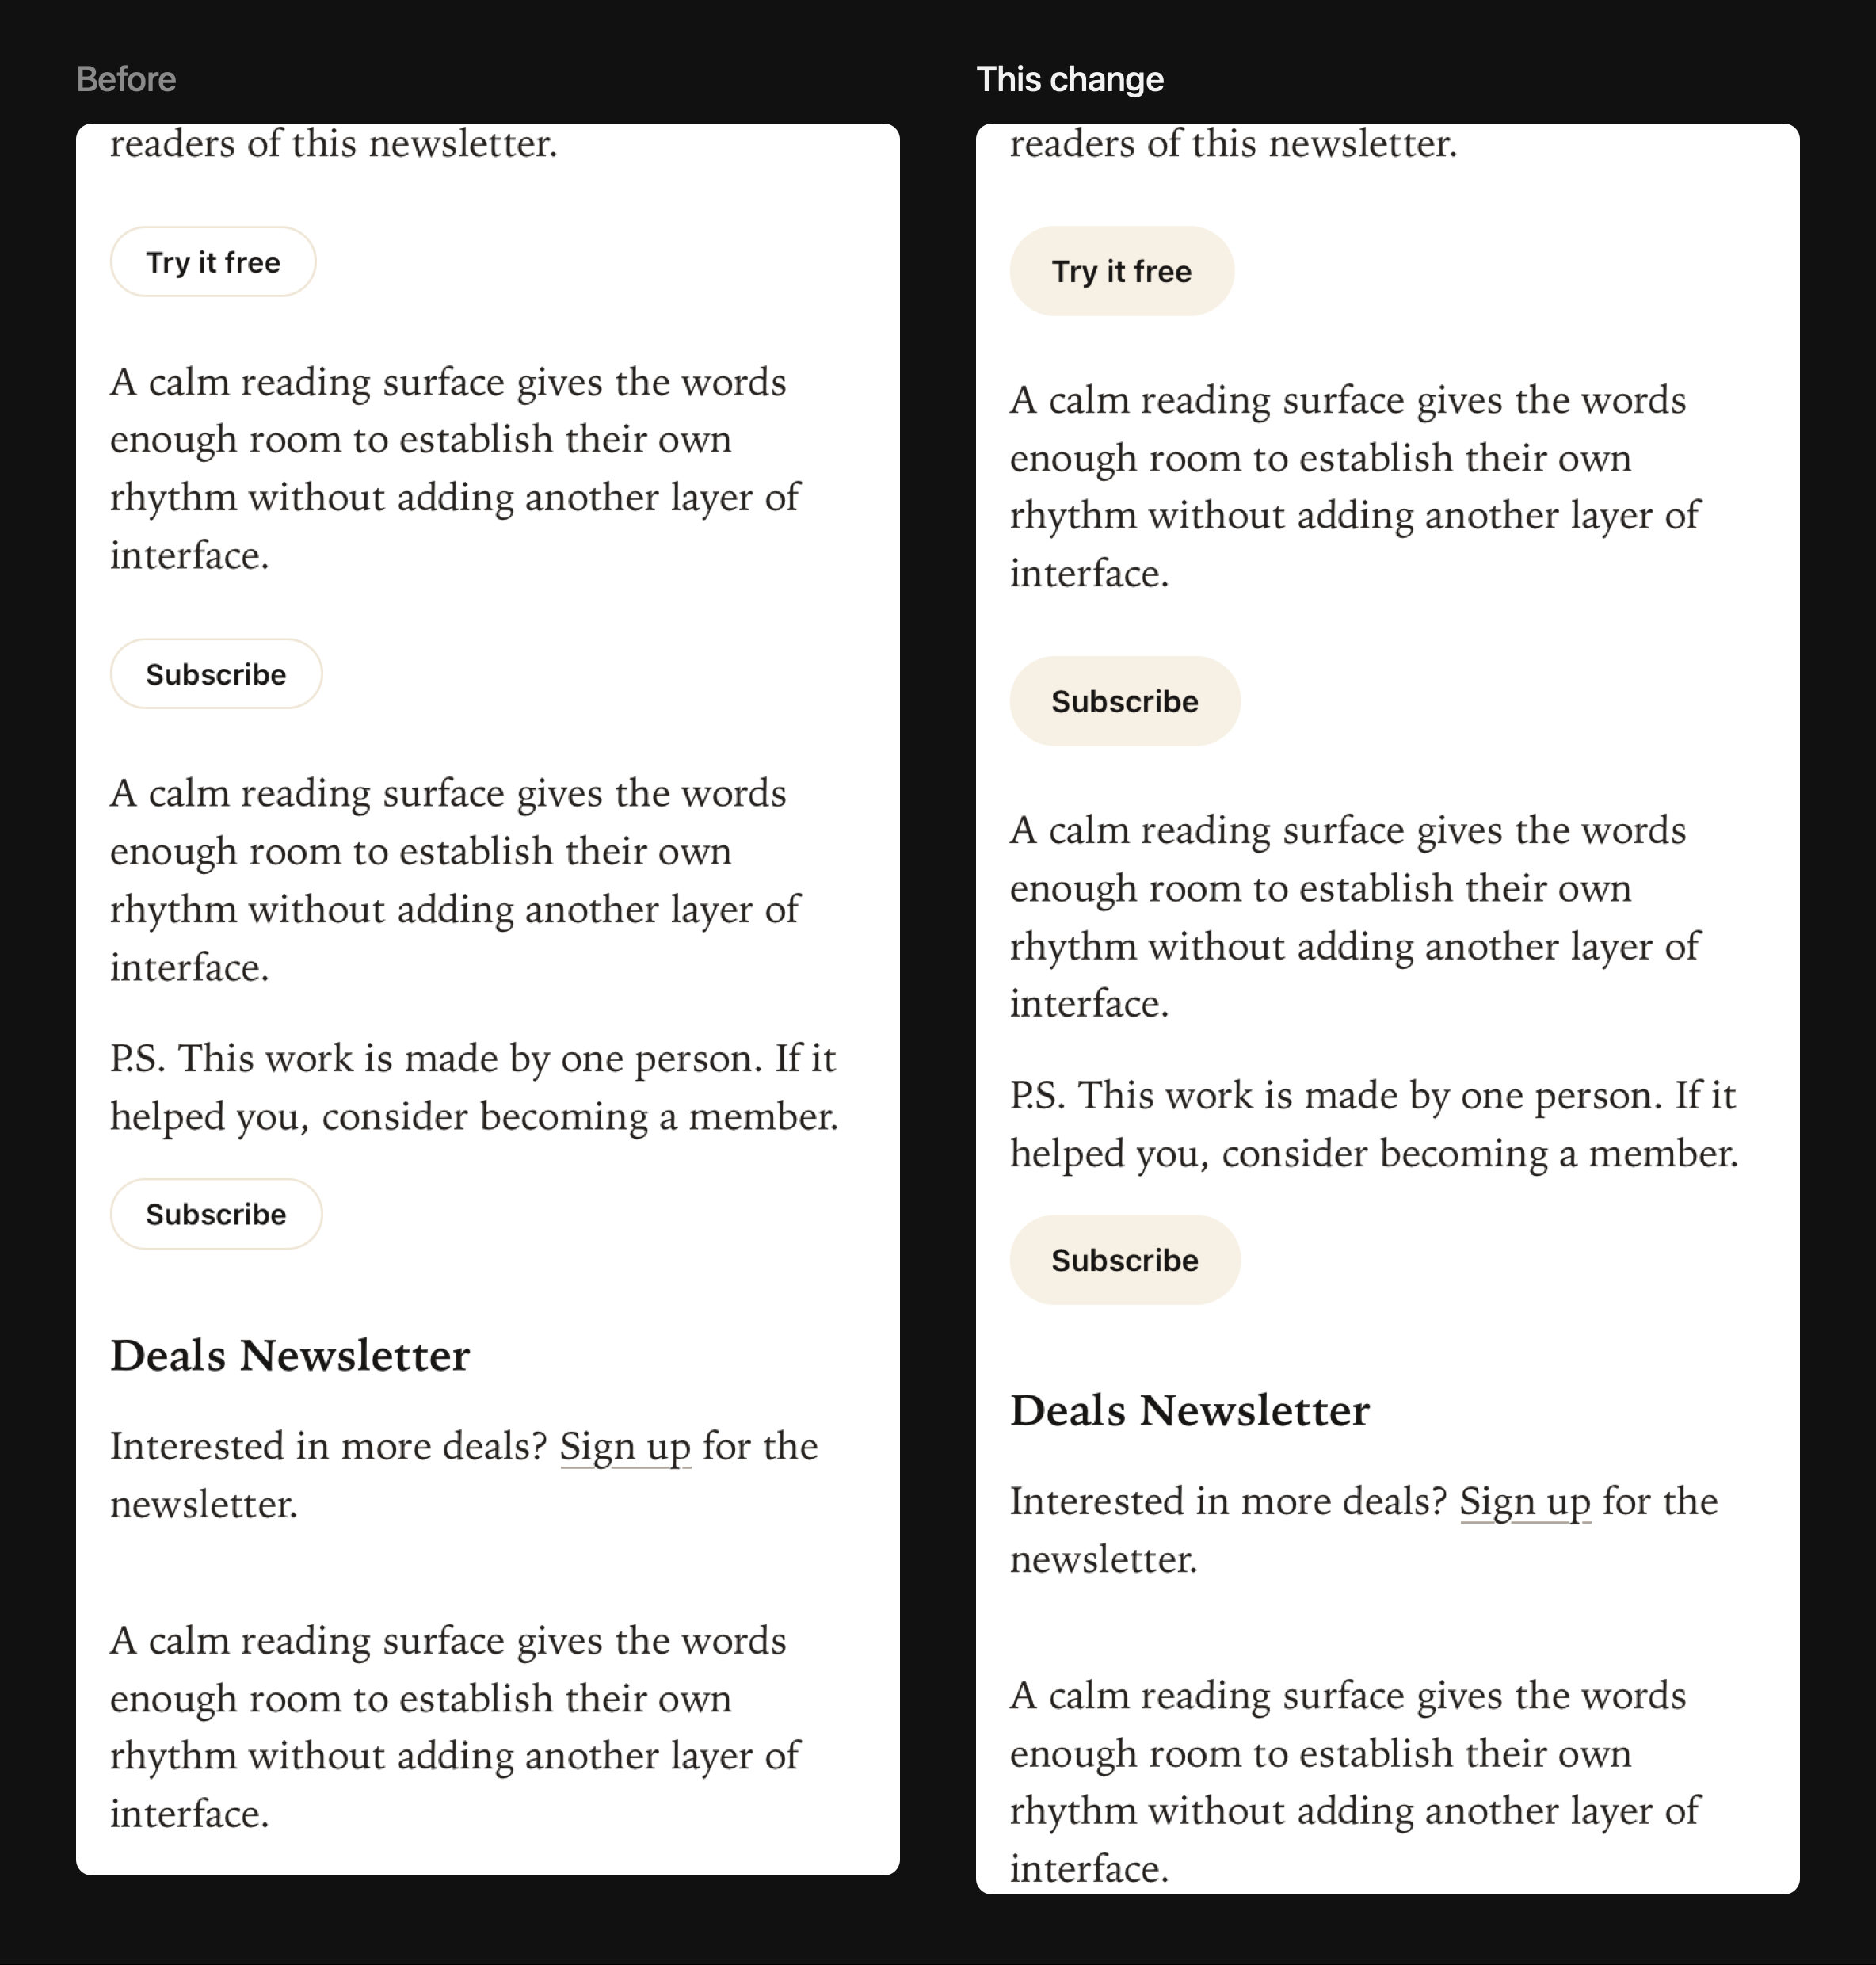 Before
readers of this newsletter.
Try it free
A calm reading surface gives the words
enough room to establish their own
rhythm without adding another layer of
interface.
Subscribe
A calm reading surface gives the words
enough room to establish their own
rhythm without adding another layer of
interface.
P.S. This work is made by one person. If it
helped you, consider becoming a member.
Subscribe
Deals Newsletter
Interested in more deals? Sign up for the
newsletter.
A calm reading surface gives the words
enough room to establish their own
rhythm without adding another layer of
interface.
This change
readers of this newsletter.
Try it free
A calm reading surface gives the words
enough room to establish their own
rhythm without adding another layer of
interface.
Subscribe
A calm reading surface gives the words
enough room to establish their own
rhythm without adding another layer of
interface.
P.S. This work is made by one person. If it
helped you, consider becoming a member.
Subscribe
Deals Newsletter
Interested in more deals? Sign up for the
newsletter.
A calm reading surface gives the words
enough room to establish their own
rhythm without adding another layer of
interface.